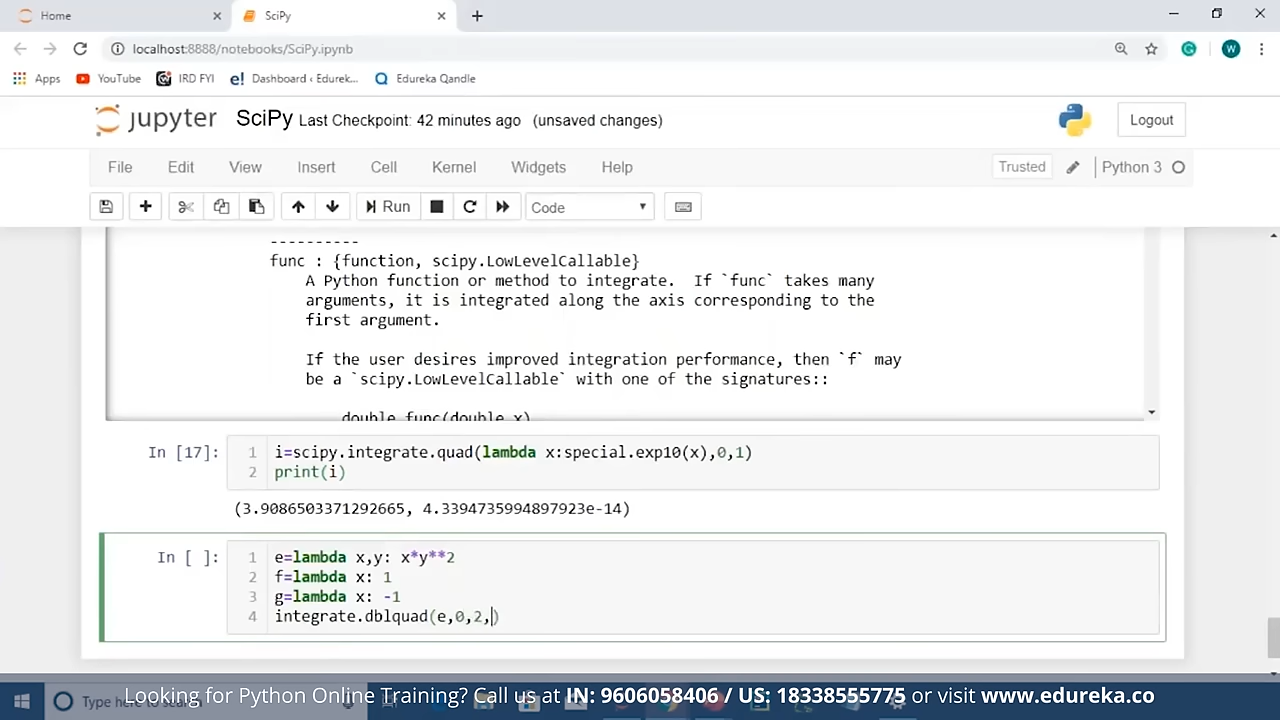 Home
SciPy
localhost:8888/notebooks/SciPy.ipynb
W
Apps
YouTube
IRD FYI
e! Dashboard ‹ Edurek...
Edureka Qandle
jupyter SciPy Last Checkpoint: 42 minutes ago (unsaved changes)
Logout
File Edit View Insert Cell Kernel Widgets Help
Trusted
Python 3
Run
Code
----------
func : {function, scipy.LowLevelCallable}
A Python function or method to integrate. If `func` takes many
arguments, it is integrated along the axis corresponding to the
first argument.
If the user desires improved integration performance, then `f` may
be a `scipy.LowLevelCallable` with one of the signatures::
double func(double x)
In [17]:
1 i=scipy.integrate.quad(lambda x:special.exp10(x),0,1)
2 print(i)
(3.9086503371292665, 4.3394735994897923e-14)
In [ ]:
1 e=lambda x,y: x*y**2
2 f=lambda x: 1
3 g=lambda x: -1
4 integrate.dblquad(e,0,2,)
Type here to
Looking for Python Online Training? Call us at IN: 9606058406 / US: 18338555775 or visit www.edureka.co